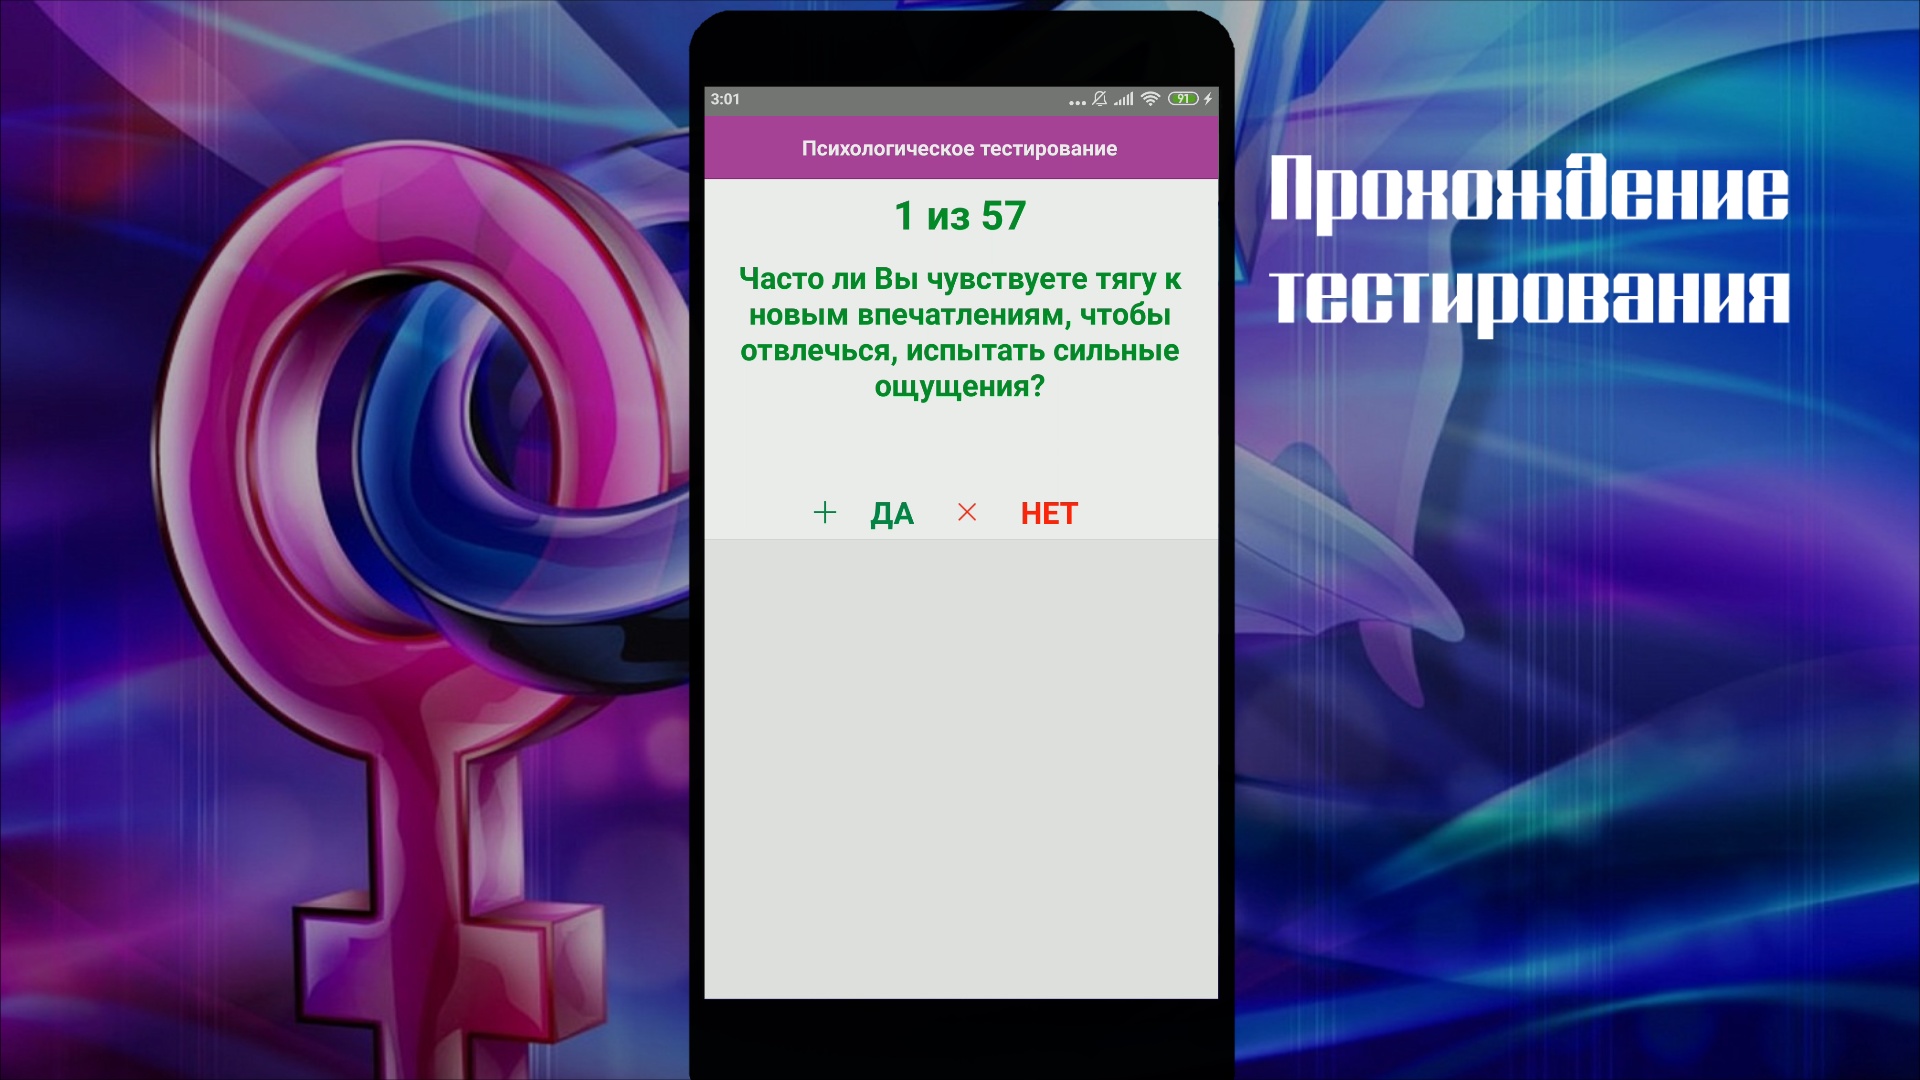 3:01
91
Психологическое тестирование
1 из 57
Часто ли Вы чувствуете тягу к
новым впечатлениям, чтобы
отвлечься, испытать сильные
ощущения?
ДА НЕТ
Прохождение
тестирования